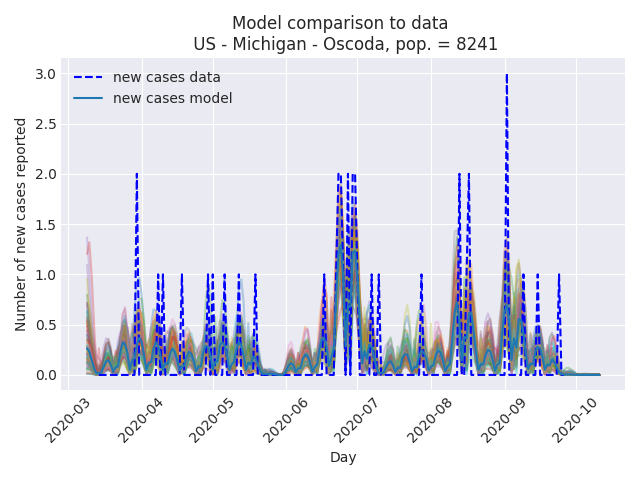 Model comparison to data
US - Michigan - Oscoda, pop. = 8241
new cases data
new cases model
Number of new cases reported
3.0
2.5
2.0
1.5
1.0
0.5
0.0
2020-03
2020-04
2020-05
2020-06
2020-07
2020-08
2020-09
2020-10
Day